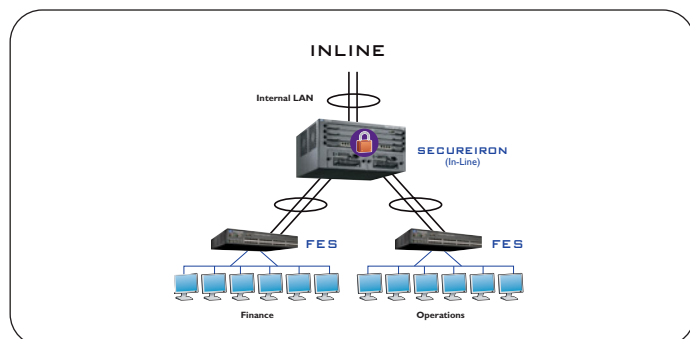 INLINE
Internal LAN
SECUREIRON
(In-Line)
FES
FES
Finance
Operations